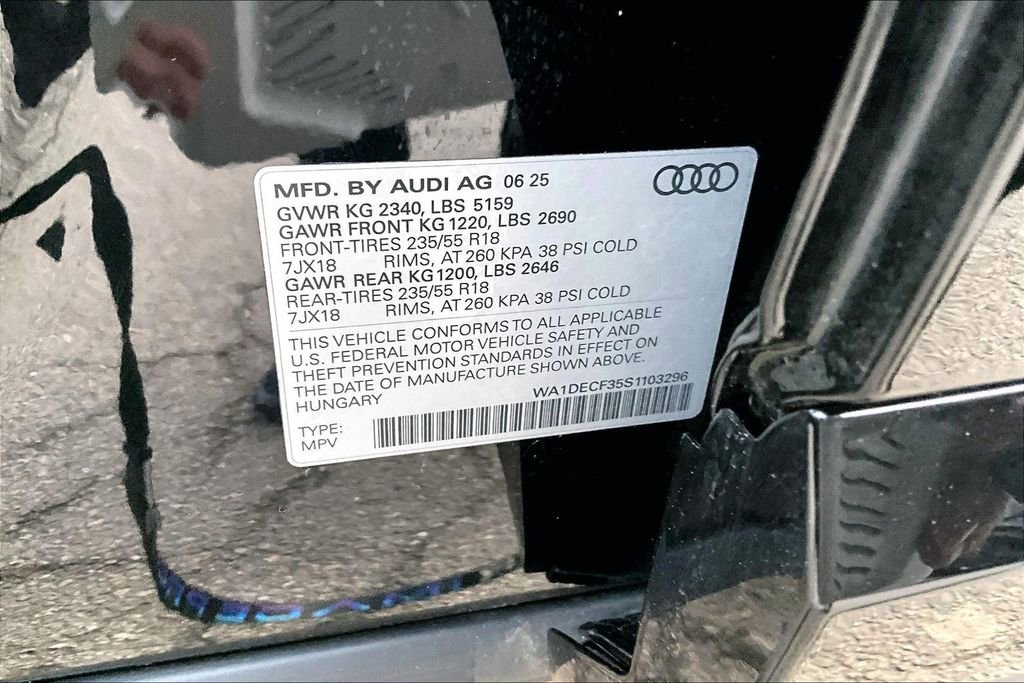 MFD. BY AUDI AG 06 25
GVWR KG 2340, LBS 5159
GAWR FRONT KG 1220, LBS 2690
FRONT-TIRES 235/55 R18
7JX18 RIMS, AT 260 KPA 38 PSI COLD
GAWR REAR KG 1200, LBS 2646
REAR-TIRES 235/55 R18
7JX18 RIMS, AT 260 KPA 38 PSI COLD
THIS VEHICLE CONFORMS TO ALL APPLICABLE
U.S. FEDERAL MOTOR VEHICLE SAFETY AND
THEFT PREVENTION STANDARDS IN EFFECT ON
THE DATE OF MANUFACTURE SHOWN ABOVE.
HUNGARY WA1DECF35S1103296
TYPE:
MPV